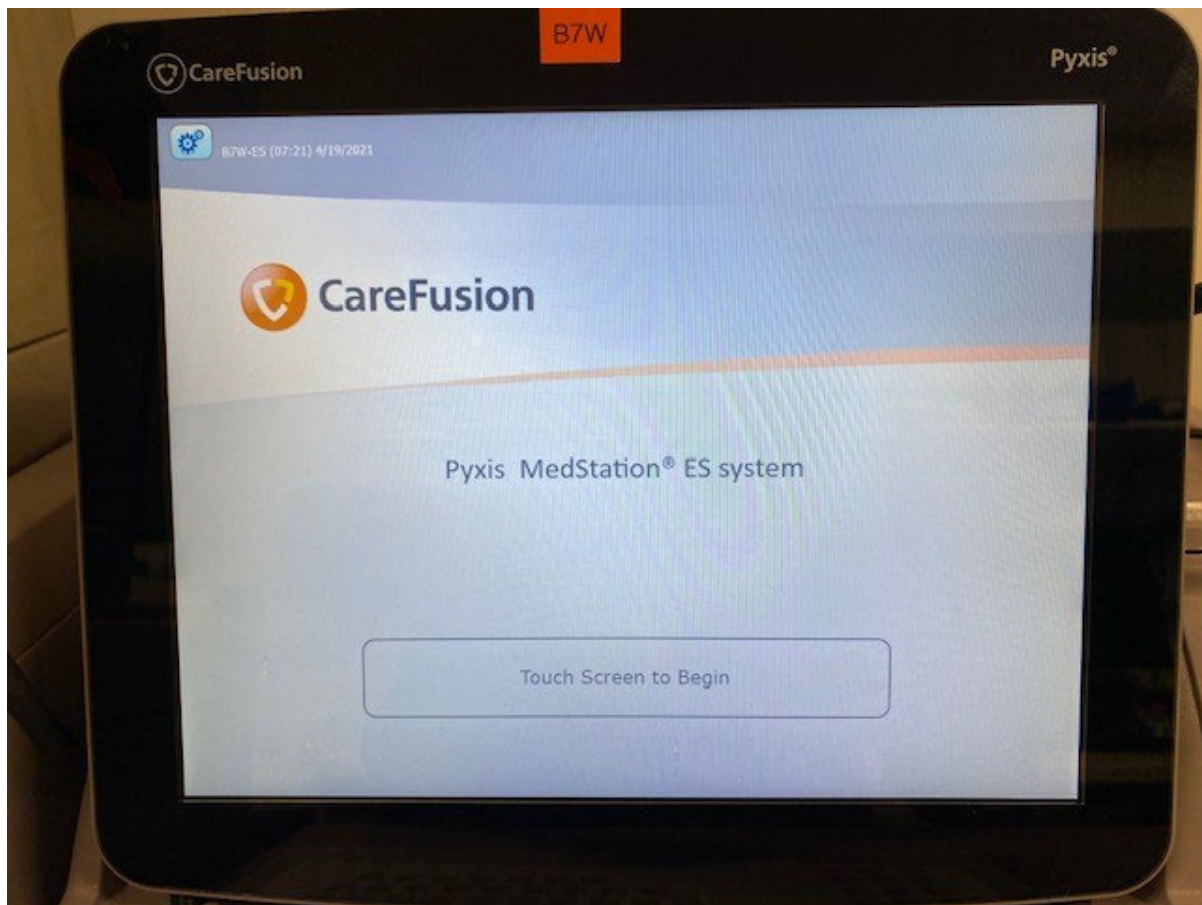 B7W
CareFusion
Pyxis®
B7W-ES (07:21) 4/19/2021
CareFusion
Pyxis MedStation® ES system
Touch Screen to Begin